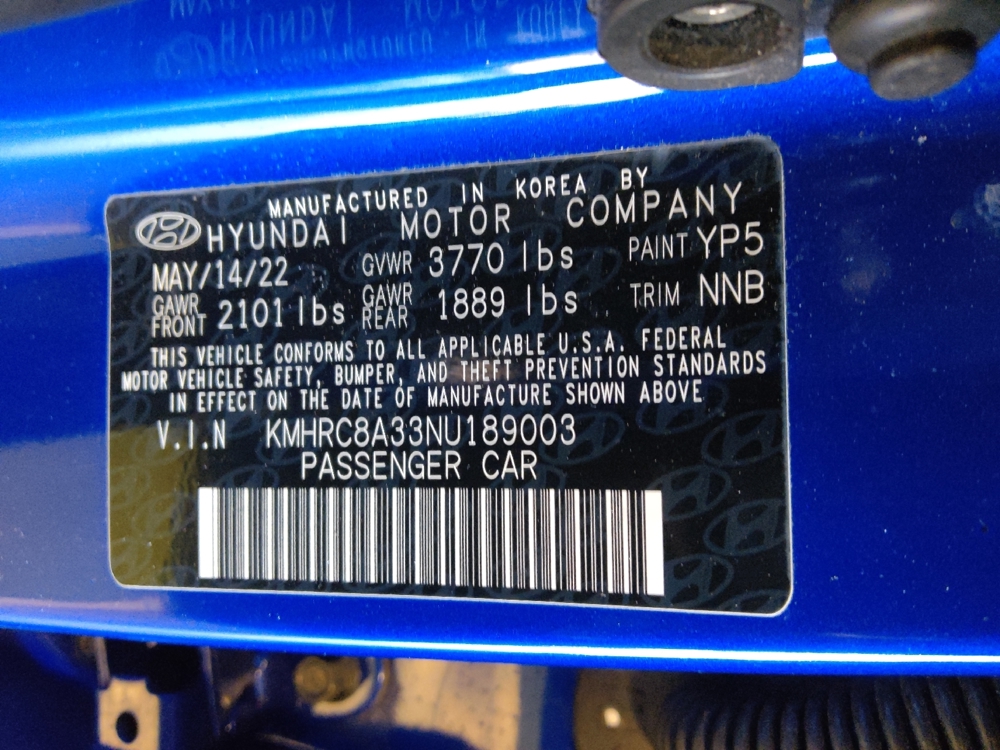 MANUFACTURED IN KOREA BY
HYUNDAI MOTOR COMPANY
MAY/14/22 GVWR 3770 lbs PAINT YP5
GAWR FRONT 2101 lbs GAWR REAR 1889 lbs TRIM NNB
THIS VEHICLE CONFORMS TO ALL APPLICABLE U.S.A. FEDERAL
MOTOR VEHICLE SAFETY, BUMPER, AND THEFT PREVENTION STANDARDS
IN EFFECT ON THE DATE OF MANUFACTURE SHOWN ABOVE
V.I.N KMHRC8A33NU189003
PASSENGER CAR